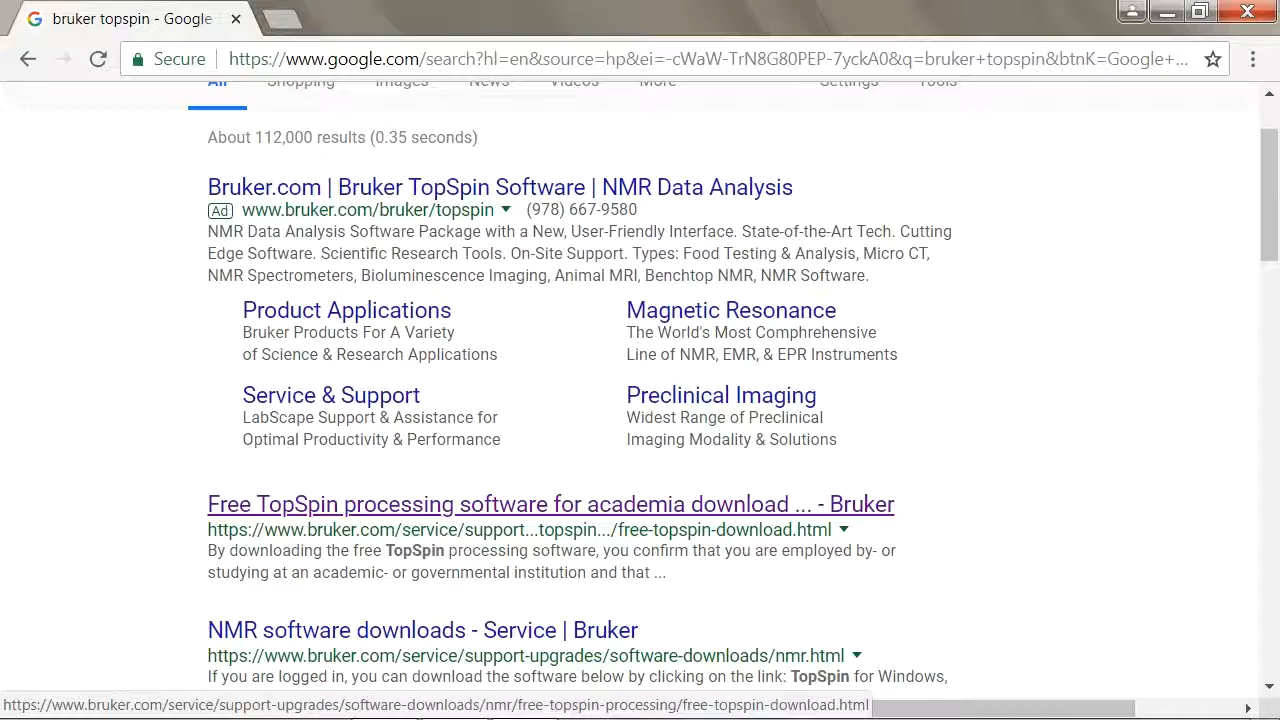 bruker topspin - Google
Secure https://www.google.com/search?hl=en&source=hp&ei=-cWaW-TrN8G80PEP-7yckA0&q=bruker+topspin&btnK=Google+...
All Shopping Images News Videos More Settings Tools
About 112,000 results (0.35 seconds)
Bruker.com | Bruker TopSpin Software | NMR Data Analysis
Ad www.bruker.com/bruker/topspin (978) 667-9580
NMR Data Analysis Software Package with a New, User-Friendly Interface. State-of-the-Art Tech. Cutting
Edge Software. Scientific Research Tools. On-Site Support. Types: Food Testing & Analysis, Micro CT,
NMR Spectrometers, Bioluminescence Imaging, Animal MRI, Benchtop NMR, NMR Software.
Product Applications
Bruker Products For A Variety
of Science & Research Applications
Magnetic Resonance
The World's Most Comphrehensive
Line of NMR, EMR, & EPR Instruments
Service & Support
LabScape Support & Assistance for
Optimal Productivity & Performance
Preclinical Imaging
Widest Range of Preclinical
Imaging Modality & Solutions
Free TopSpin processing software for academia download ... - Bruker
https://www.bruker.com/service/support...topspin.../free-topspin-download.html
By downloading the free TopSpin processing software, you confirm that you are employed by- or
studying at an academic- or governmental institution and that ...
NMR software downloads - Service | Bruker
https://www.bruker.com/service/support-upgrades/software-downloads/nmr.html
If you are logged in, you can download the software below by clicking on the link: TopSpin for Windows,
https://www.bruker.com/service/support-upgrades/software-downloads/nmr/free-topspin-processing/free-topspin-download.html